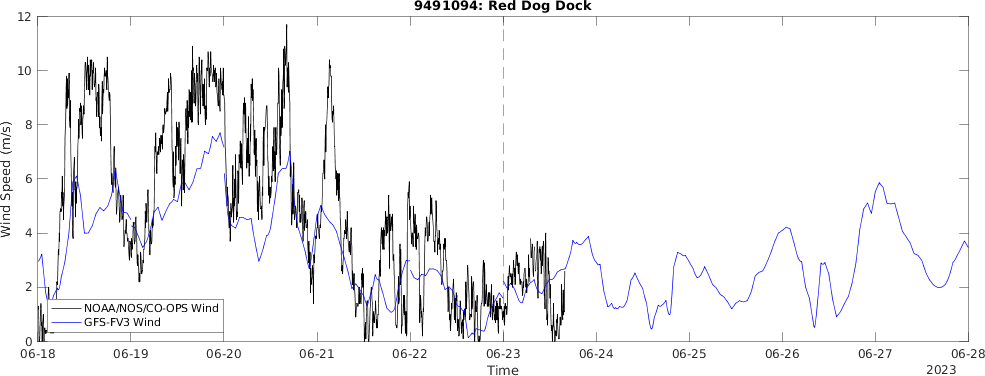 9491094: Red Dog Dock
12
10
8
6
4
2
0
Wind Speed (m/s)
NOAA/NOS/CO-OPS Wind
GFS-FV3 Wind
06-18 06-19 06-20 06-21 06-22 06-23 06-24 06-25 06-26 06-27 06-28
Time
2023